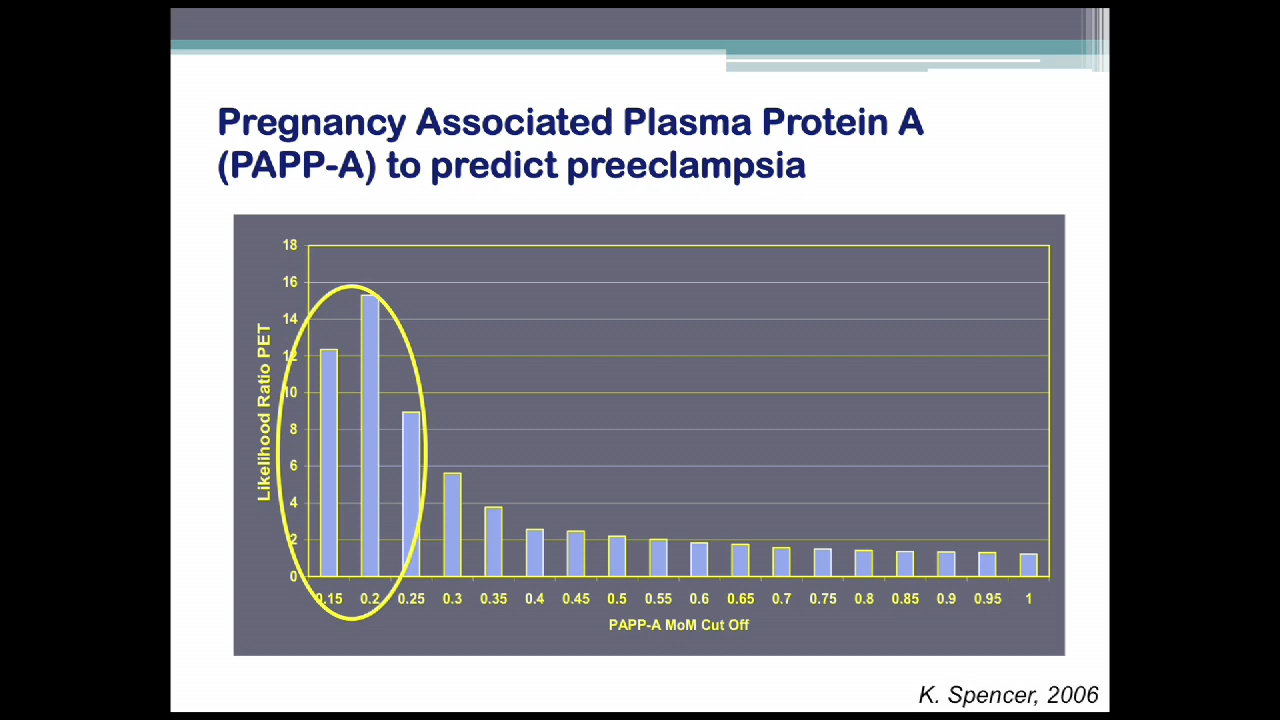 Pregnancy Associated Plasma Protein A
(PAPP-A) to predict preeclampsia
18
16
14
12
10
8
6
4
2
0
Likelihood Ratio PET
0.15 0.2 0.25 0.3 0.35 0.4 0.45 0.5 0.55 0.6 0.65 0.7 0.75 0.8 0.85 0.9 0.95 1
PAPP-A MoM Cut Off
K. Spencer, 2006